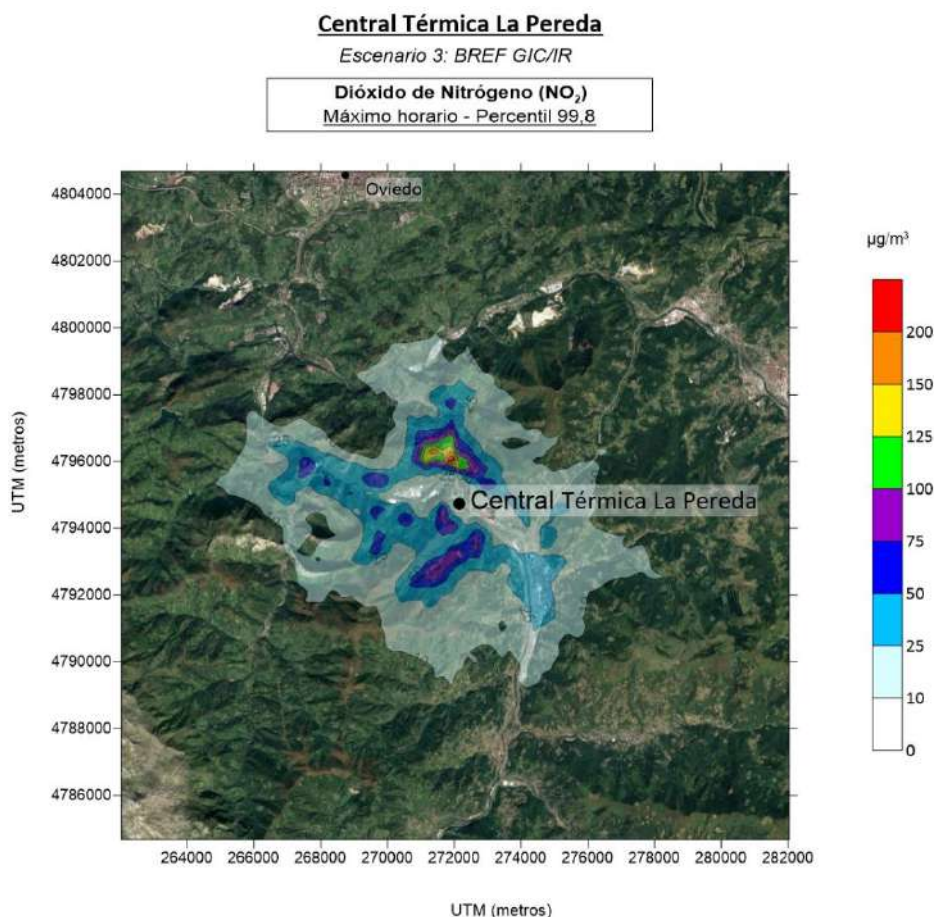 Central Térmica La Pereda
Escenario 3: BREF GIC/IR
Dióxido de Nitrógeno (NO₂)
Máximo horario - Percentil 99,8
Oviedo
Central Térmica La Pereda
UTM (metros)
4804000
4802000
4800000
4798000
4796000
4794000
4792000
4790000
4788000
4786000
264000 266000 268000 270000 272000 274000 276000 278000 280000 282000
UTM (metros)
µg/m³
200
150
125
100
75
50
25
10
0